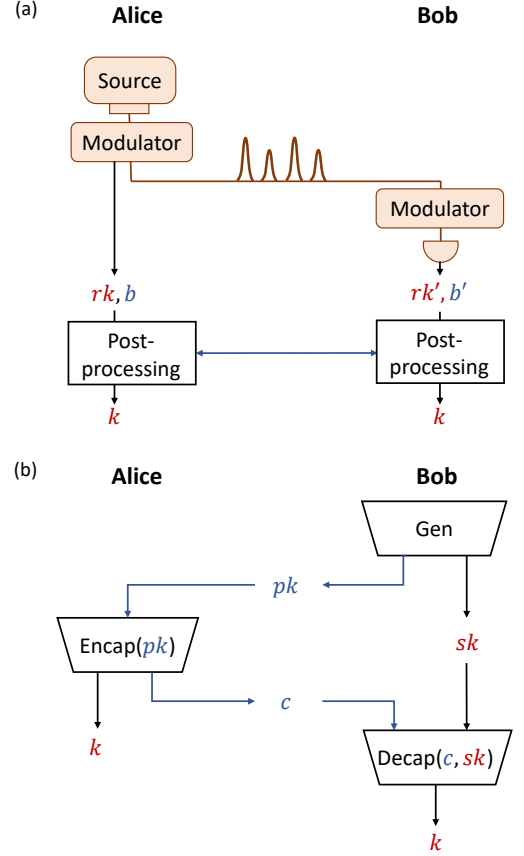 (a)
Alice Bob
Source
Modulator
Modulator
rk, b rk′, b′
Post-
processing
Post-
processing
k k
(b)
Alice Bob
Gen
pk
Encap(pk)
sk
c
k
Decap(c, sk)
k